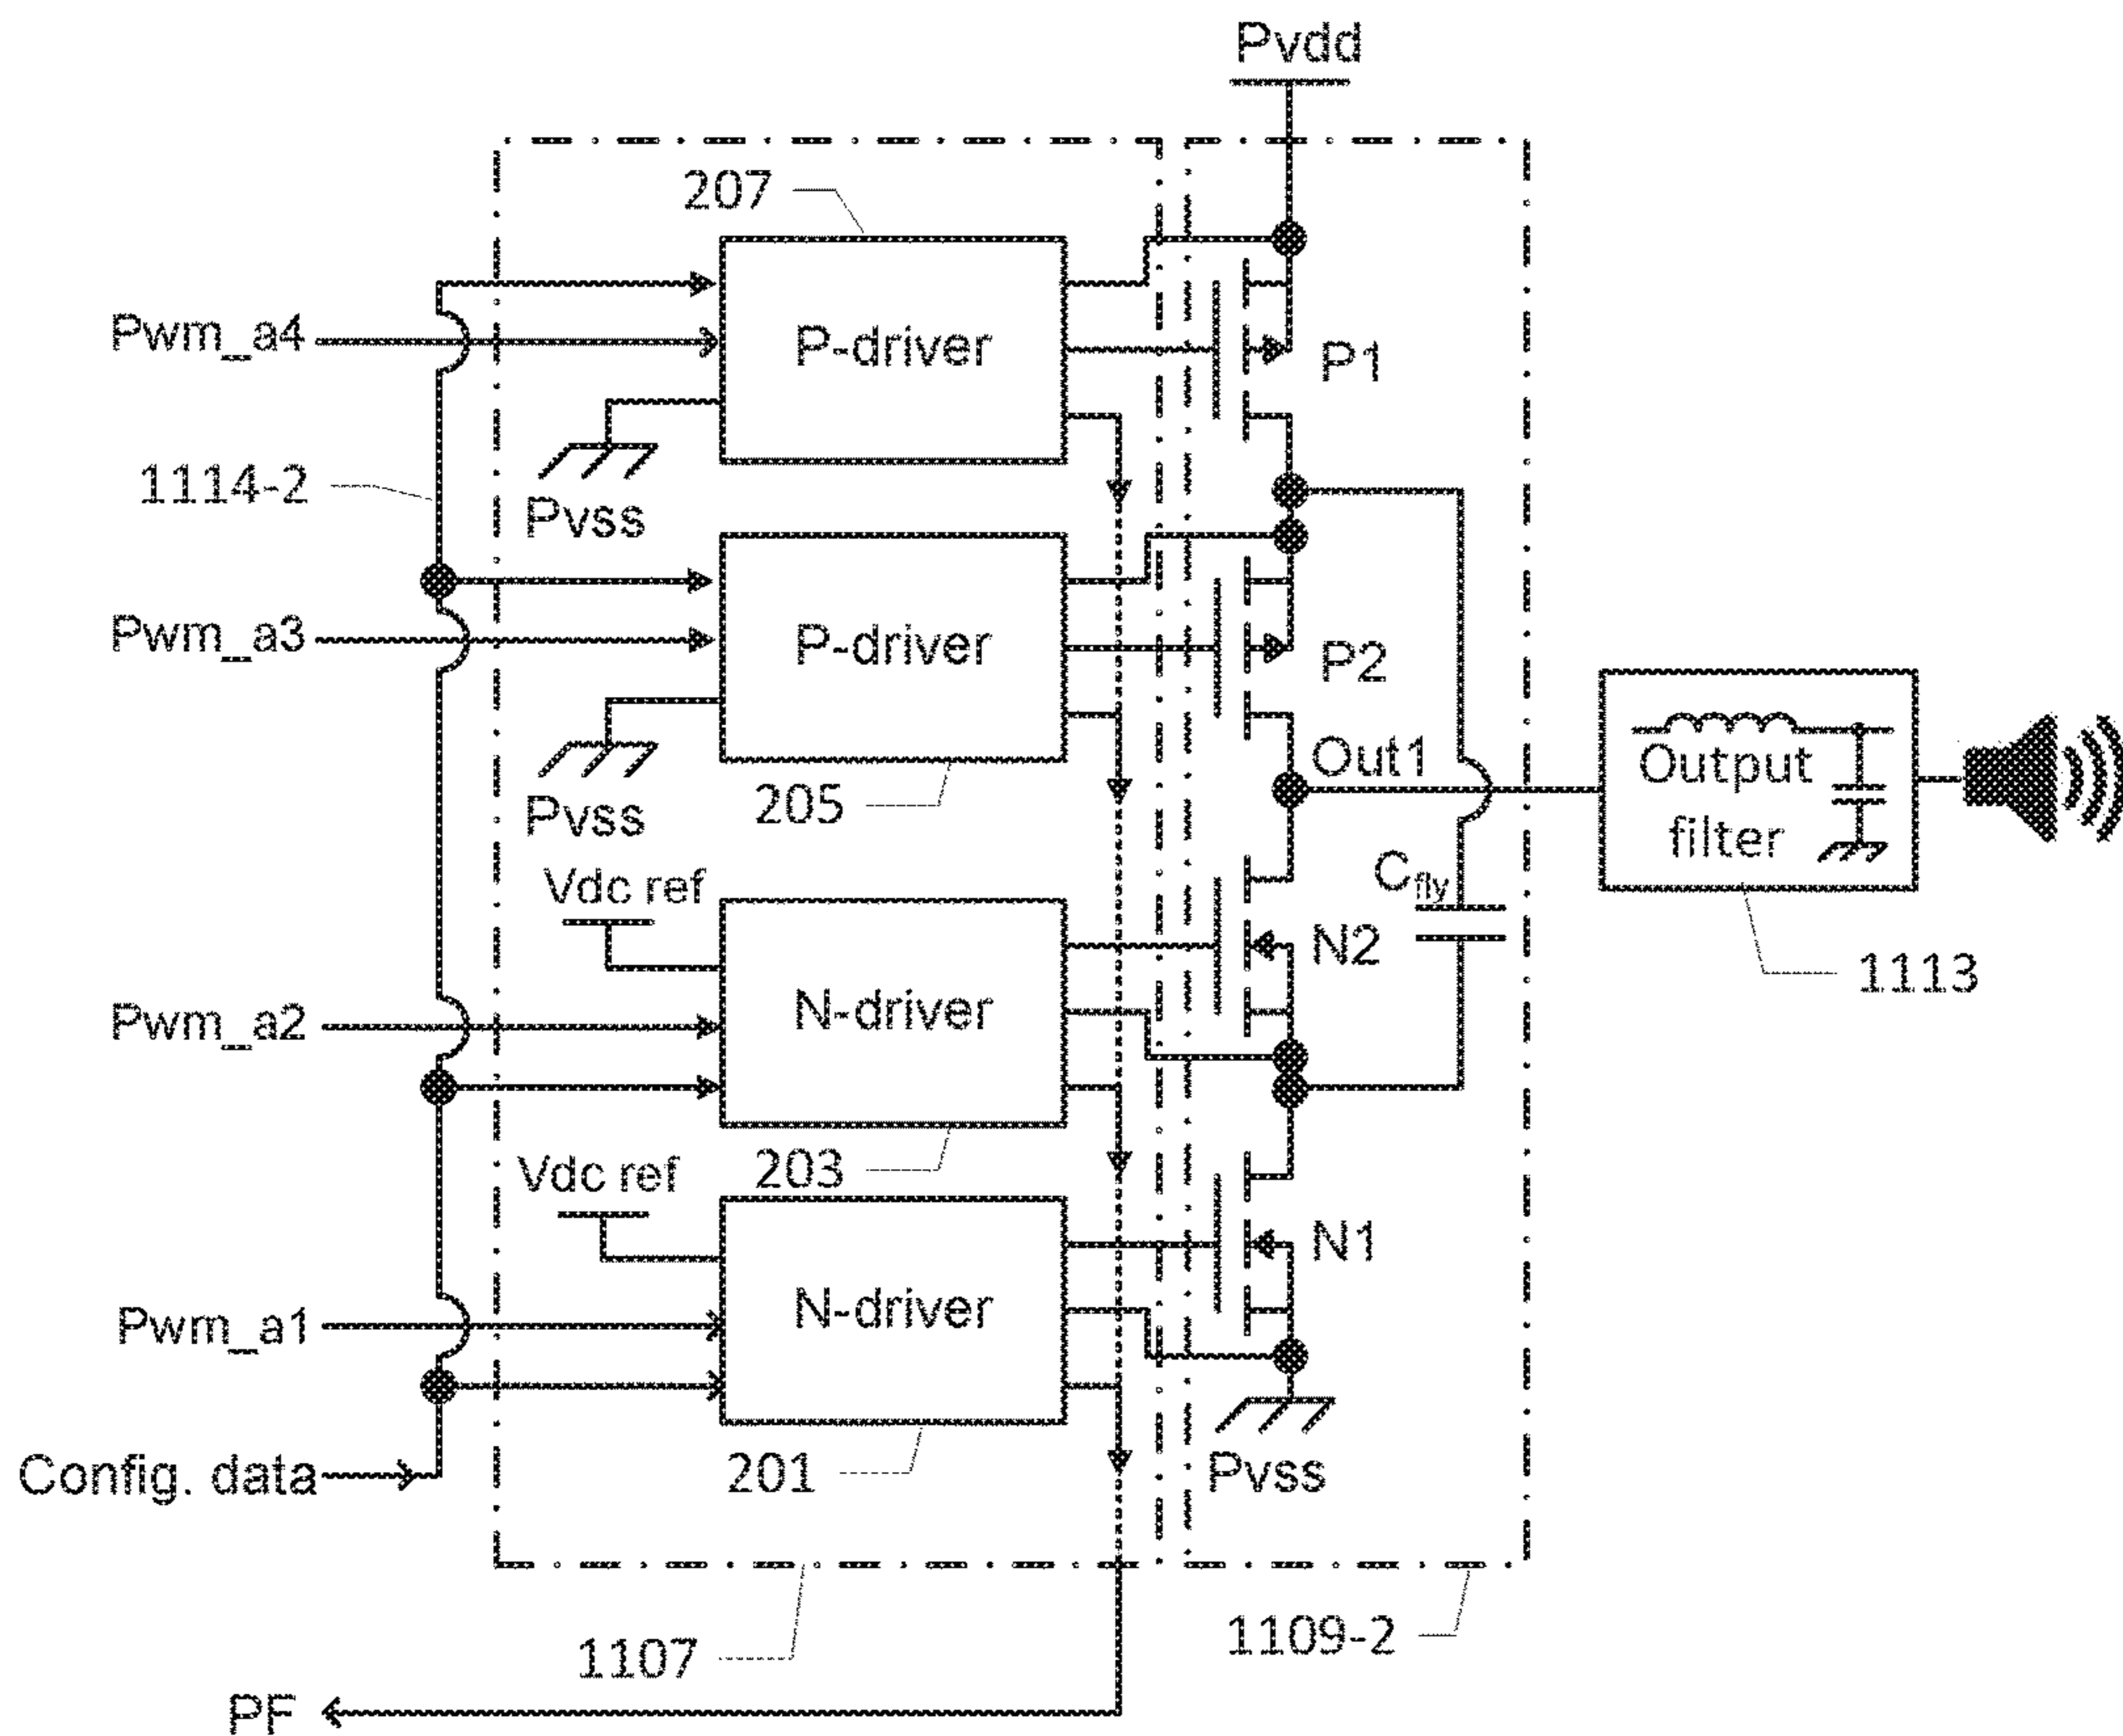 Pvdd
207
Pwm_a4
P-driver
P1
1114-2
Pvss
Pwm_a3
P-driver
P2
Out1
Output
filter
205
Pvss
Vdc ref
Cfly
N2
1113
Pwm_a2
N-driver
203
Vdc ref
N1
Pwm_a1
N-driver
201
Config. data
Pvss
1107
1109-2
PF